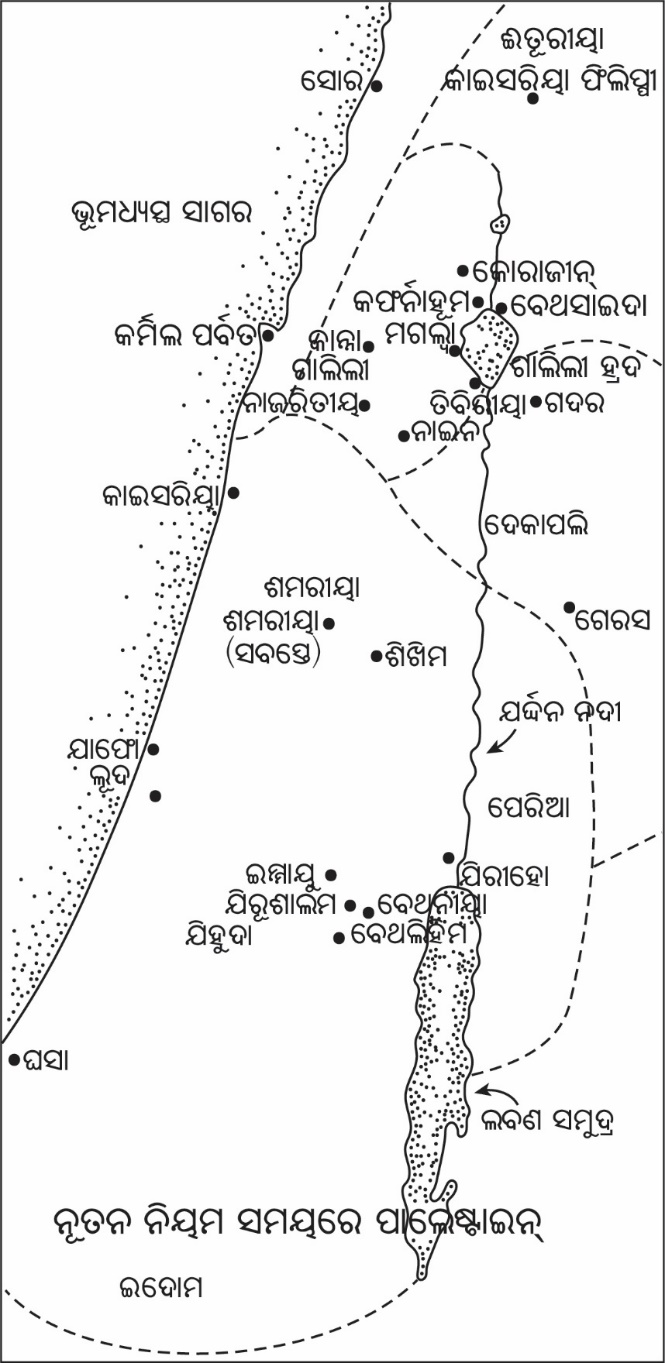 ଈତୂରୀୟା
ସୋର
କାଇସରିୟା ଫିଲିପ୍ପୀ
ଭୂମଧ୍ୟସ୍ଥ ସାଗର
କୋରାଜୀନ୍
କଫର୍ନାହୂମ
ବେଥସାଇଦା
କର୍ମିଲ ପର୍ବତ
କାନ୍ନା
ମଗଲ୍ଲା
ଗାଲିଲୀ
ଗାଲିଲୀ ହ୍ରଦ
ନାଜରିତୀୟ
ତିବିରୀୟା
ଗଦର
ନାଇନ
କାଇସରିୟା
ଦେକାପଲି
ଶମରୀୟା
ଶମରୀୟା
(ସବସ୍ତେ)
ଗେରସ
ଶିଖିମ
ଯର୍ଦ୍ଦନ ନଦୀ
ଯାଫୋ
ଲୂଦ
ପେରିଆ
ଇମ୍ମାୟୁ
ଯିରୀହୋ
ଯିରୂଶାଲମ
ବେଥନୀୟା
ଯିହୁଦା
ବେଥଲିହିମ
ଘସା
ଲବଣ ସମୁଦ୍ର
ନୂତନ ନିୟମ ସମୟରେ ପାଲେଷ୍ଟାଇନ୍
ଇଦୋମ